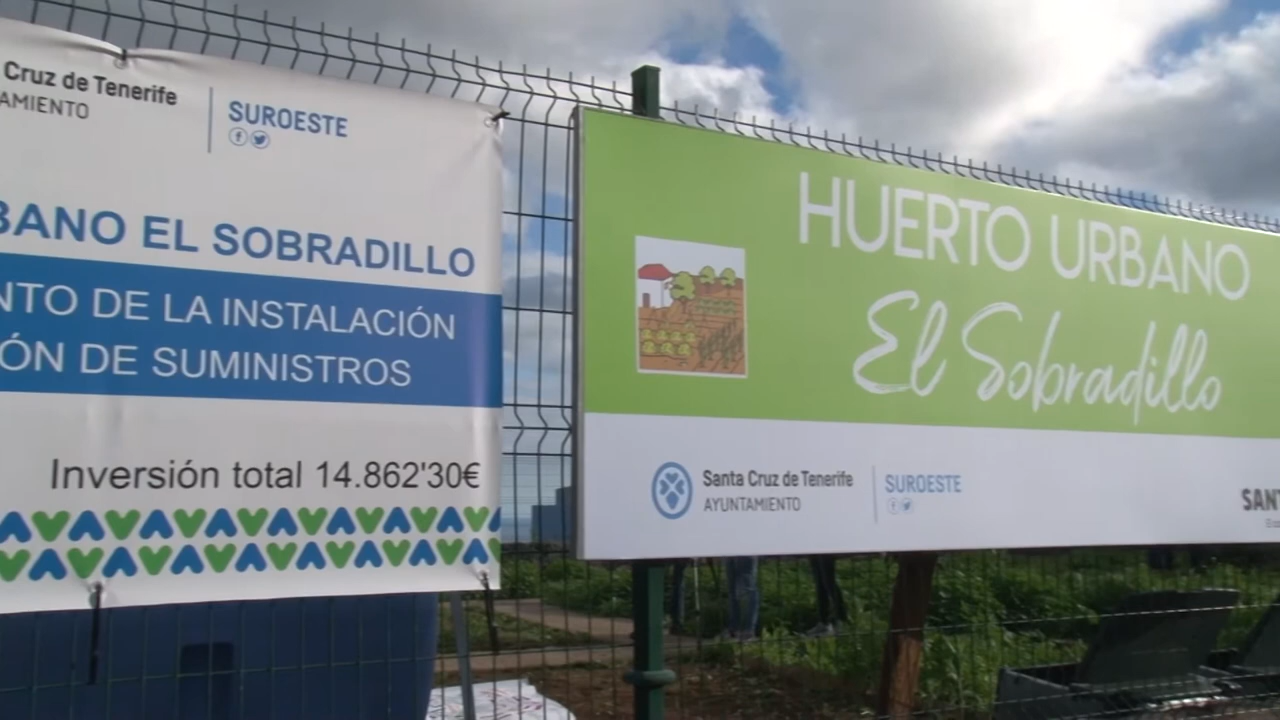 Cruz de Tenerife
AMIENTO
SUROESTE
BANO EL SOBRADILLO
NTO DE LA INSTALACIÓN
ÓN DE SUMINISTROS
Inversión total 14.862'30€
HUERTO URBANO
El Sobradillo
Santa Cruz de Tenerife
AYUNTAMIENTO
SUROESTE
SANT